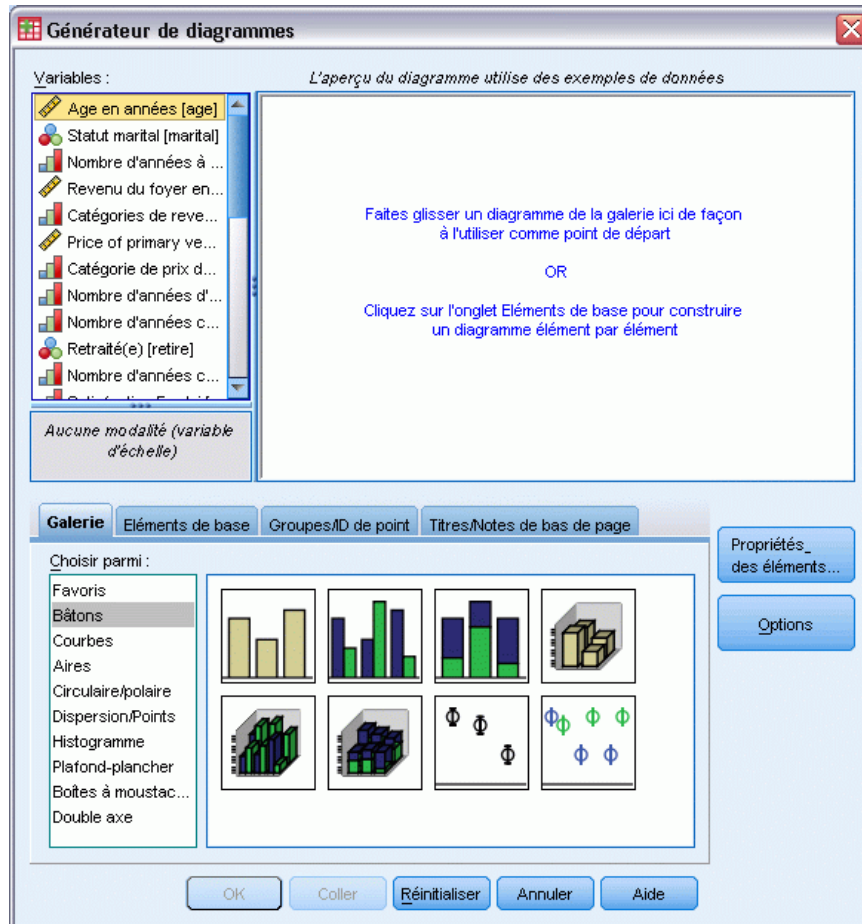 Générateur de diagrammes
Variables :
L'aperçu du diagramme utilise des exemples de données
Age en années [age]
Statut marital [marital]
Nombre d'années à ...
Revenu du foyer en...
Catégories de reve...
Price of primary ve...
Catégorie de prix d...
Nombre d'années d'...
Nombre d'années c...
Retraité(e) [retire]
Nombre d'années c...
Faites glisser un diagramme de la galerie ici de façon
à l'utiliser comme point de départ
OR
Cliquez sur l'onglet Eléments de base pour construire
un diagramme élément par élément
Aucune modalité (variable
d'échelle)
Galerie
Eléments de base
Groupes/ID de point
Titres/Notes de bas de page
Choisir parmi :
Favoris
Bâtons
Courbes
Aires
Circulaire/polaire
Dispersion/Points
Histogramme
Plafond-plancher
Boîtes à moustac...
Double axe
Propriétés_
des éléments...
Options
OK
Coller
Réinitialiser
Annuler
Aide